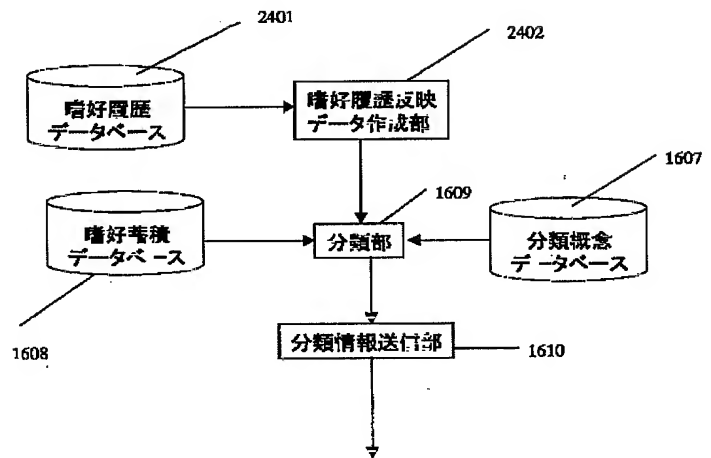 2401
2402
嗜好履歴
データベース
嗜好履歴反映
データ作成部
1607
1609
嗜好蓄積
データベース
分類部
分類概念
データベース
1608
分類情報送信部
1610